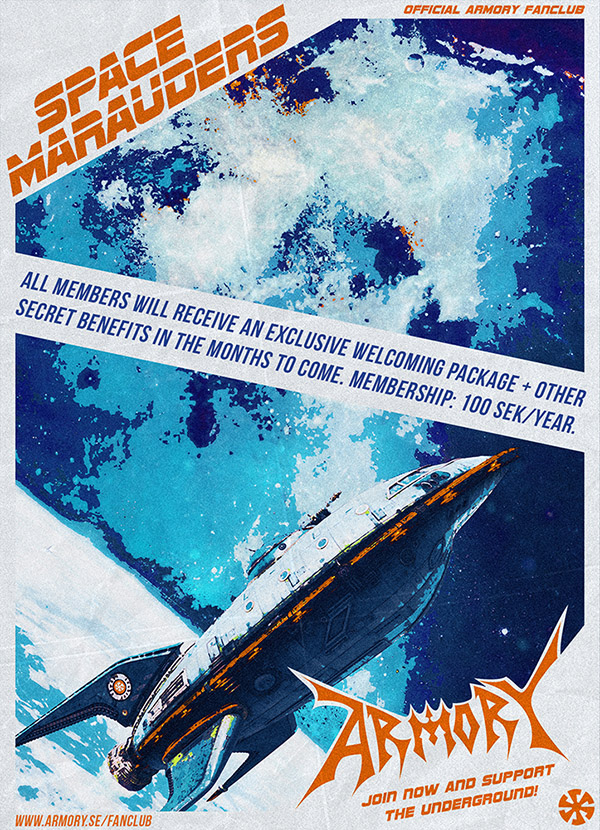 OFFICIAL ARMORY FANCLUB
SPACE
MARAUDERS
ALL MEMBERS WILL RECEIVE AN EXCLUSIVE WELCOMING PACKAGE + OTHER
SECRET BENEFITS IN THE MONTHS TO COME. MEMBERSHIP: 100 SEK/YEAR.
ARMORY
JOIN NOW AND SUPPORT
THE UNDERGROUND!
WWW.ARMORY.SE/FANCLUB